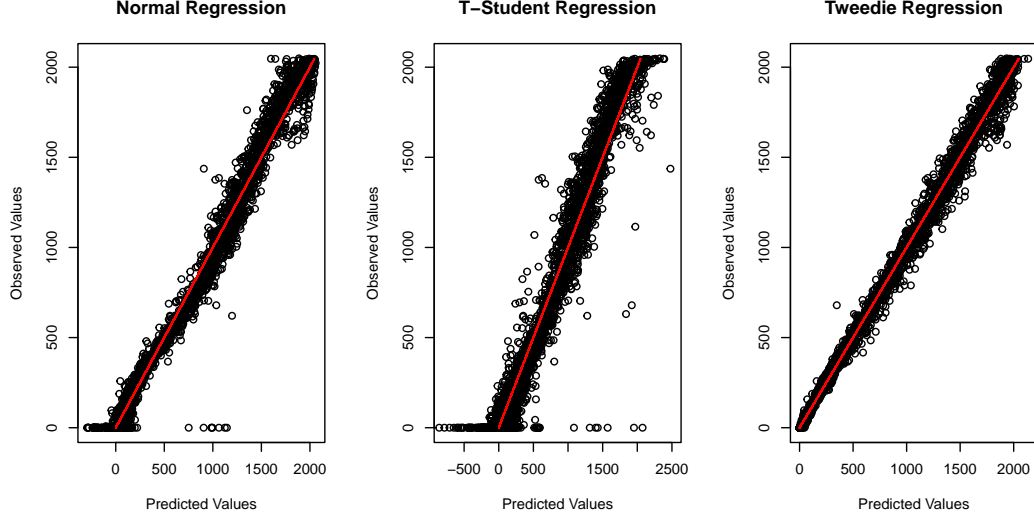 Normal Regression
T−Student Regression
Tweedie Regression
Observed Values
0 500 1000 1500 2000
0 500 1000 1500 2000
Predicted Values
Observed Values
0 500 1000 1500 2000
−500 0 500 1500 2500
Predicted Values
Observed Values
0 500 1000 1500 2000
0 500 1000 1500 2000
Predicted Values